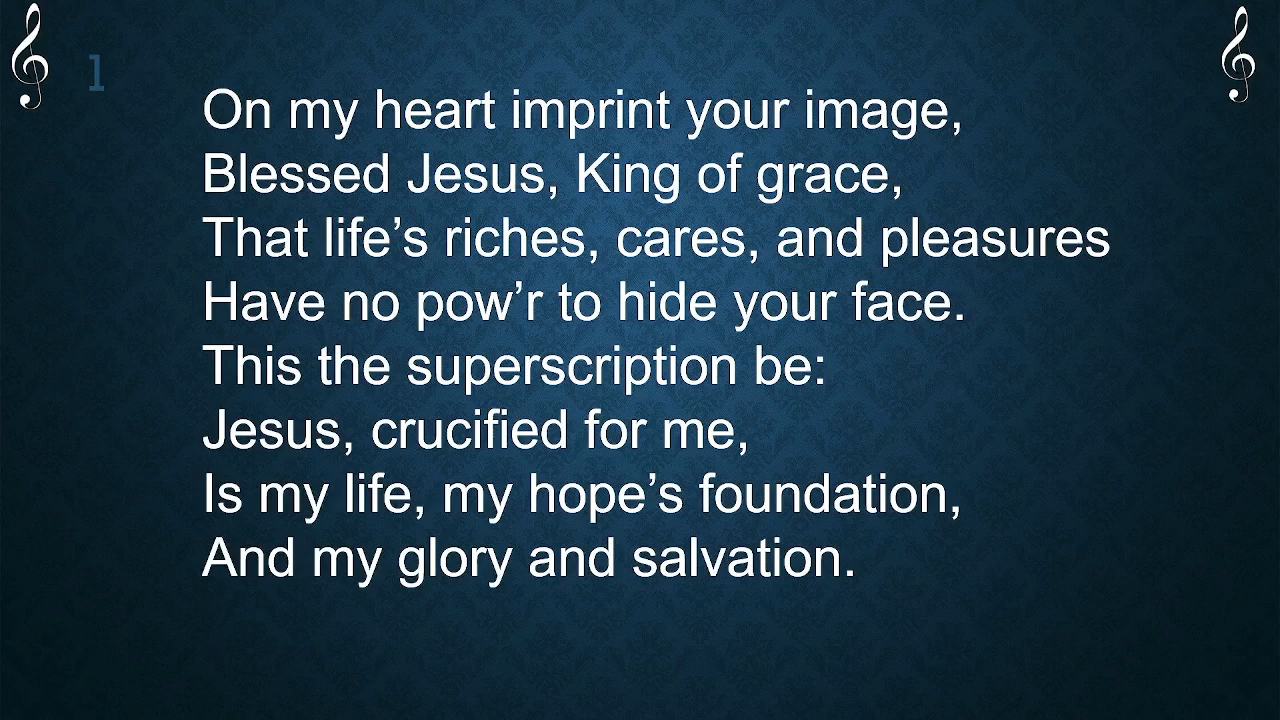 1
On my heart imprint your image,
Blessed Jesus, King of grace,
That life’s riches, cares, and pleasures
Have no pow’r to hide your face.
This the superscription be:
Jesus, crucified for me,
Is my life, my hope’s foundation,
And my glory and salvation.